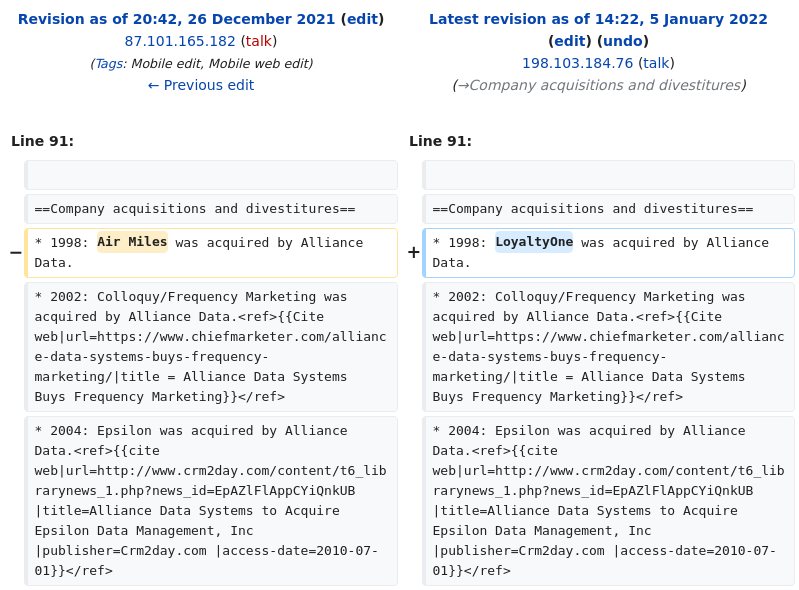 Revision as of 20:42, 26 December 2021 (edit)
87.101.165.182 (talk)
(Tags: Mobile edit, Mobile web edit)
← Previous edit
Latest revision as of 14:22, 5 January 2022
(edit) (undo)
198.103.184.76 (talk)
(→Company acquisitions and divestitures)
Line 91:
==Company acquisitions and divestitures==
− * 1998: Air Miles was acquired by Alliance
Data.
* 2002: Colloquy/Frequency Marketing was
acquired by Alliance Data.<ref>{{Cite
web|url=https://www.chiefmarketer.com/allianc
e-data-systems-buys-frequency-
marketing/|title = Alliance Data Systems
Buys Frequency Marketing}}</ref>
* 2004: Epsilon was acquired by Alliance
Data.<ref>{{cite
web|url=http://www.crm2day.com/content/t6_lib
rarynews_1.php?news_id=EpAZlFlAppCYiQnkUB
|title=Alliance Data Systems to Acquire
Epsilon Data Management, Inc
|publisher=Crm2day.com |access-date=2010-07-
01}}</ref>
Line 91:
==Company acquisitions and divestitures==
+ * 1998: LoyaltyOne was acquired by Alliance
Data.
* 2002: Colloquy/Frequency Marketing was
acquired by Alliance Data.<ref>{{Cite
web|url=https://www.chiefmarketer.com/allianc
e-data-systems-buys-frequency-
marketing/|title = Alliance Data Systems
Buys Frequency Marketing}}</ref>
* 2004: Epsilon was acquired by Alliance
Data.<ref>{{cite
web|url=http://www.crm2day.com/content/t6_lib
rarynews_1.php?news_id=EpAZlFlAppCYiQnkUB
|title=Alliance Data Systems to Acquire
Epsilon Data Management, Inc
|publisher=Crm2day.com |access-date=2010-07-
01}}</ref>